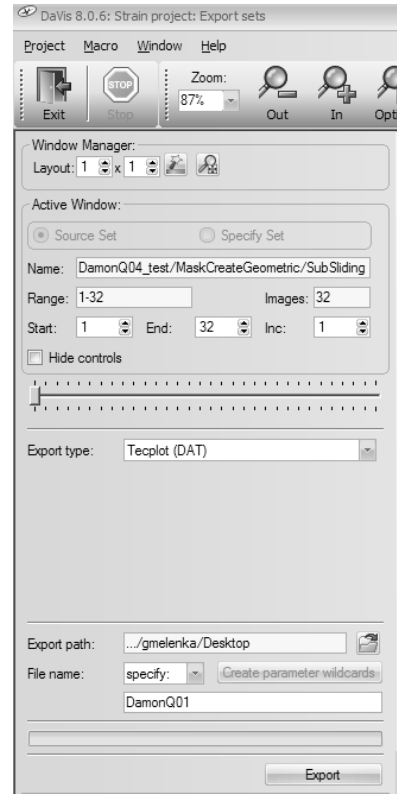 DaVis 8.0.6: Strain project: Export sets
Project Macro Window Help
Zoom:
87%
Exit Stop Out In Opti
Window Manager:
Layout: 1 x 1
Active Window:
Source Set Specify Set
Name: DamonQ04_test/MaskCreateGeometric/SubSliding
Range: 1-32 Images: 32
Start: 1 End: 32 Inc: 1
Hide controls
Export type: Tecplot (DAT)
Export path: .../gmelenka/Desktop
File name: specify: Create parameter wildcards
DamonQ01
Export